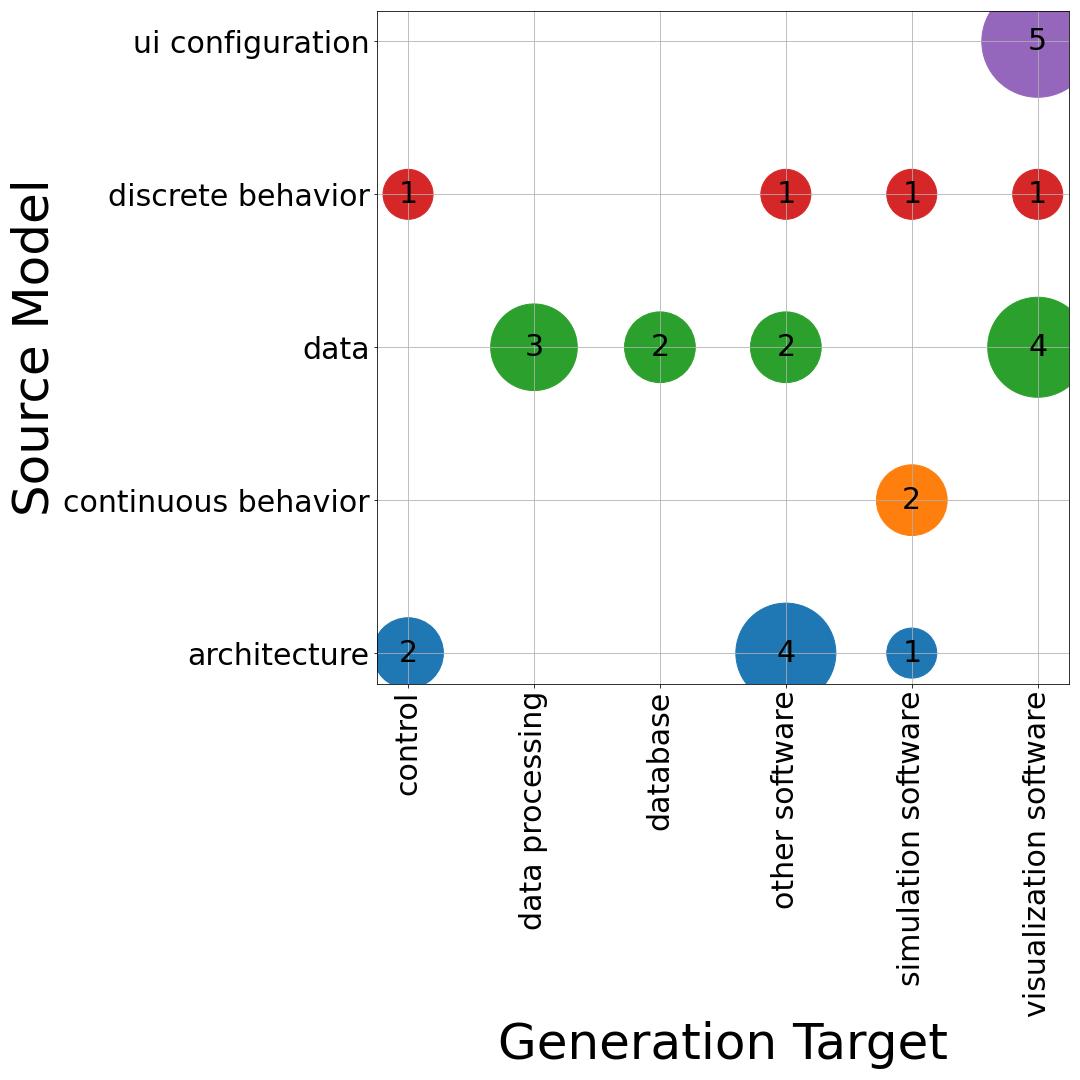 Source Model
ui configuration
5
discrete behavior
1
1
1
1
data
3
2
2
4
continuous behavior
2
architecture
2
4
1
control
data processing
database
other software
simulation software
visualization software
Generation Target